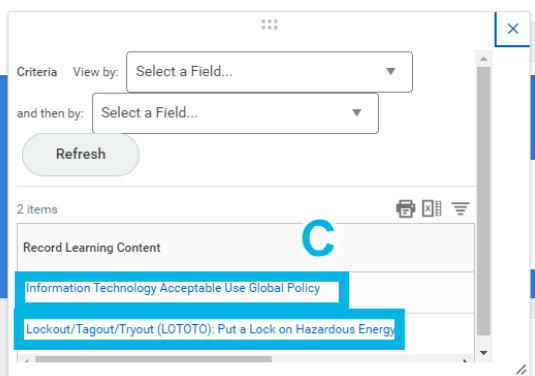 Criteria View by: Select a Field...
and then by: Select a Field...
Refresh
2 items
C
Record Learning Content
Information Technology Acceptable Use Global Policy
Lockout/Tagout/Tryout (LOTOTO): Put a Lock on Hazardous Energy